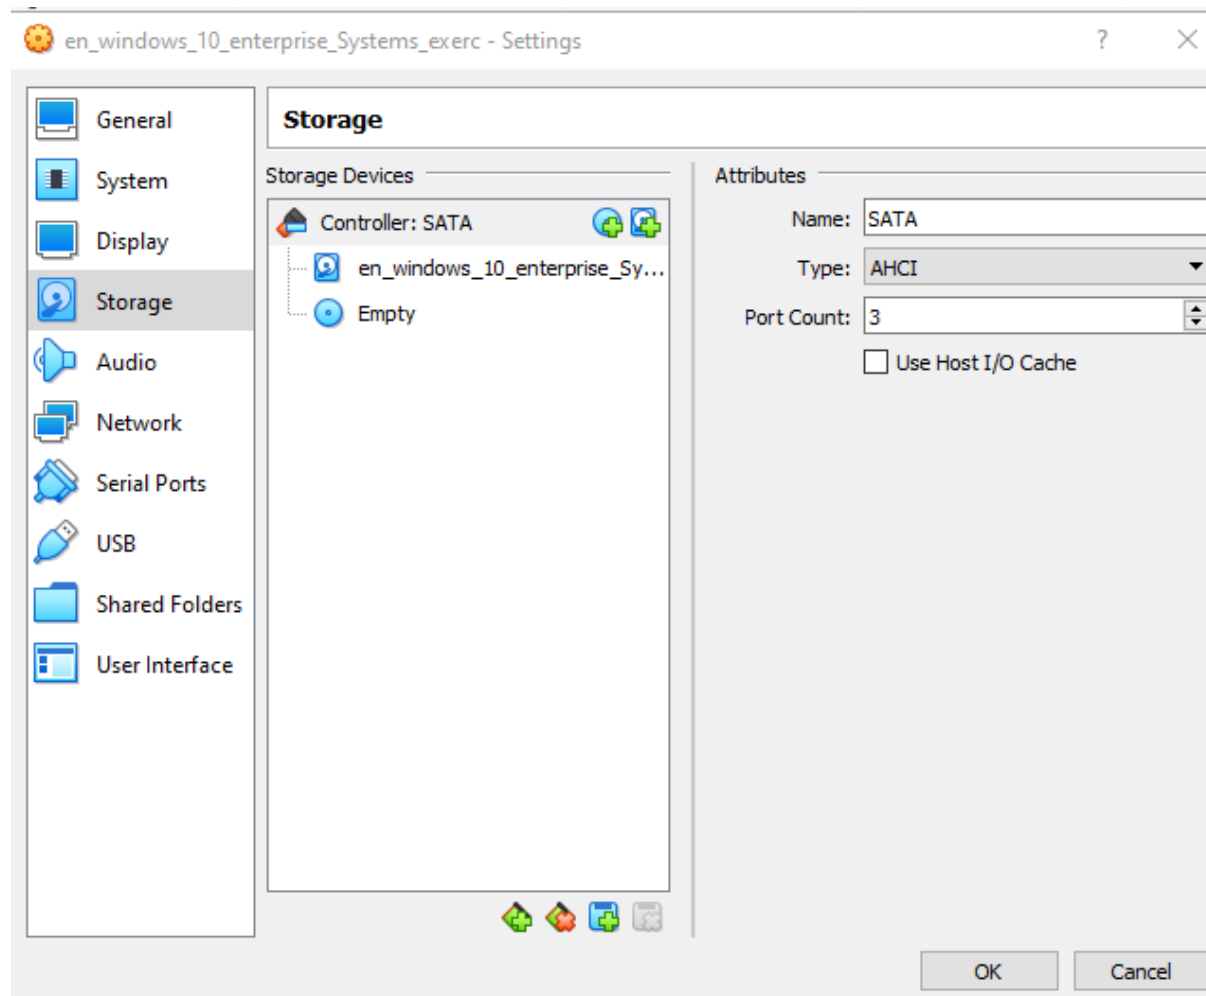 en_windows_10_enterprise_Systems_exerc - Settings
?
General
System
Display
Storage
Audio
Network
Serial Ports
USB
Shared Folders
User Interface
Storage
Storage Devices
Controller: SATA
en_windows_10_enterprise_Sy...
Empty
Attributes
Name: SATA
Type: AHCI
Port Count: 3
Use Host I/O Cache
OK
Cancel